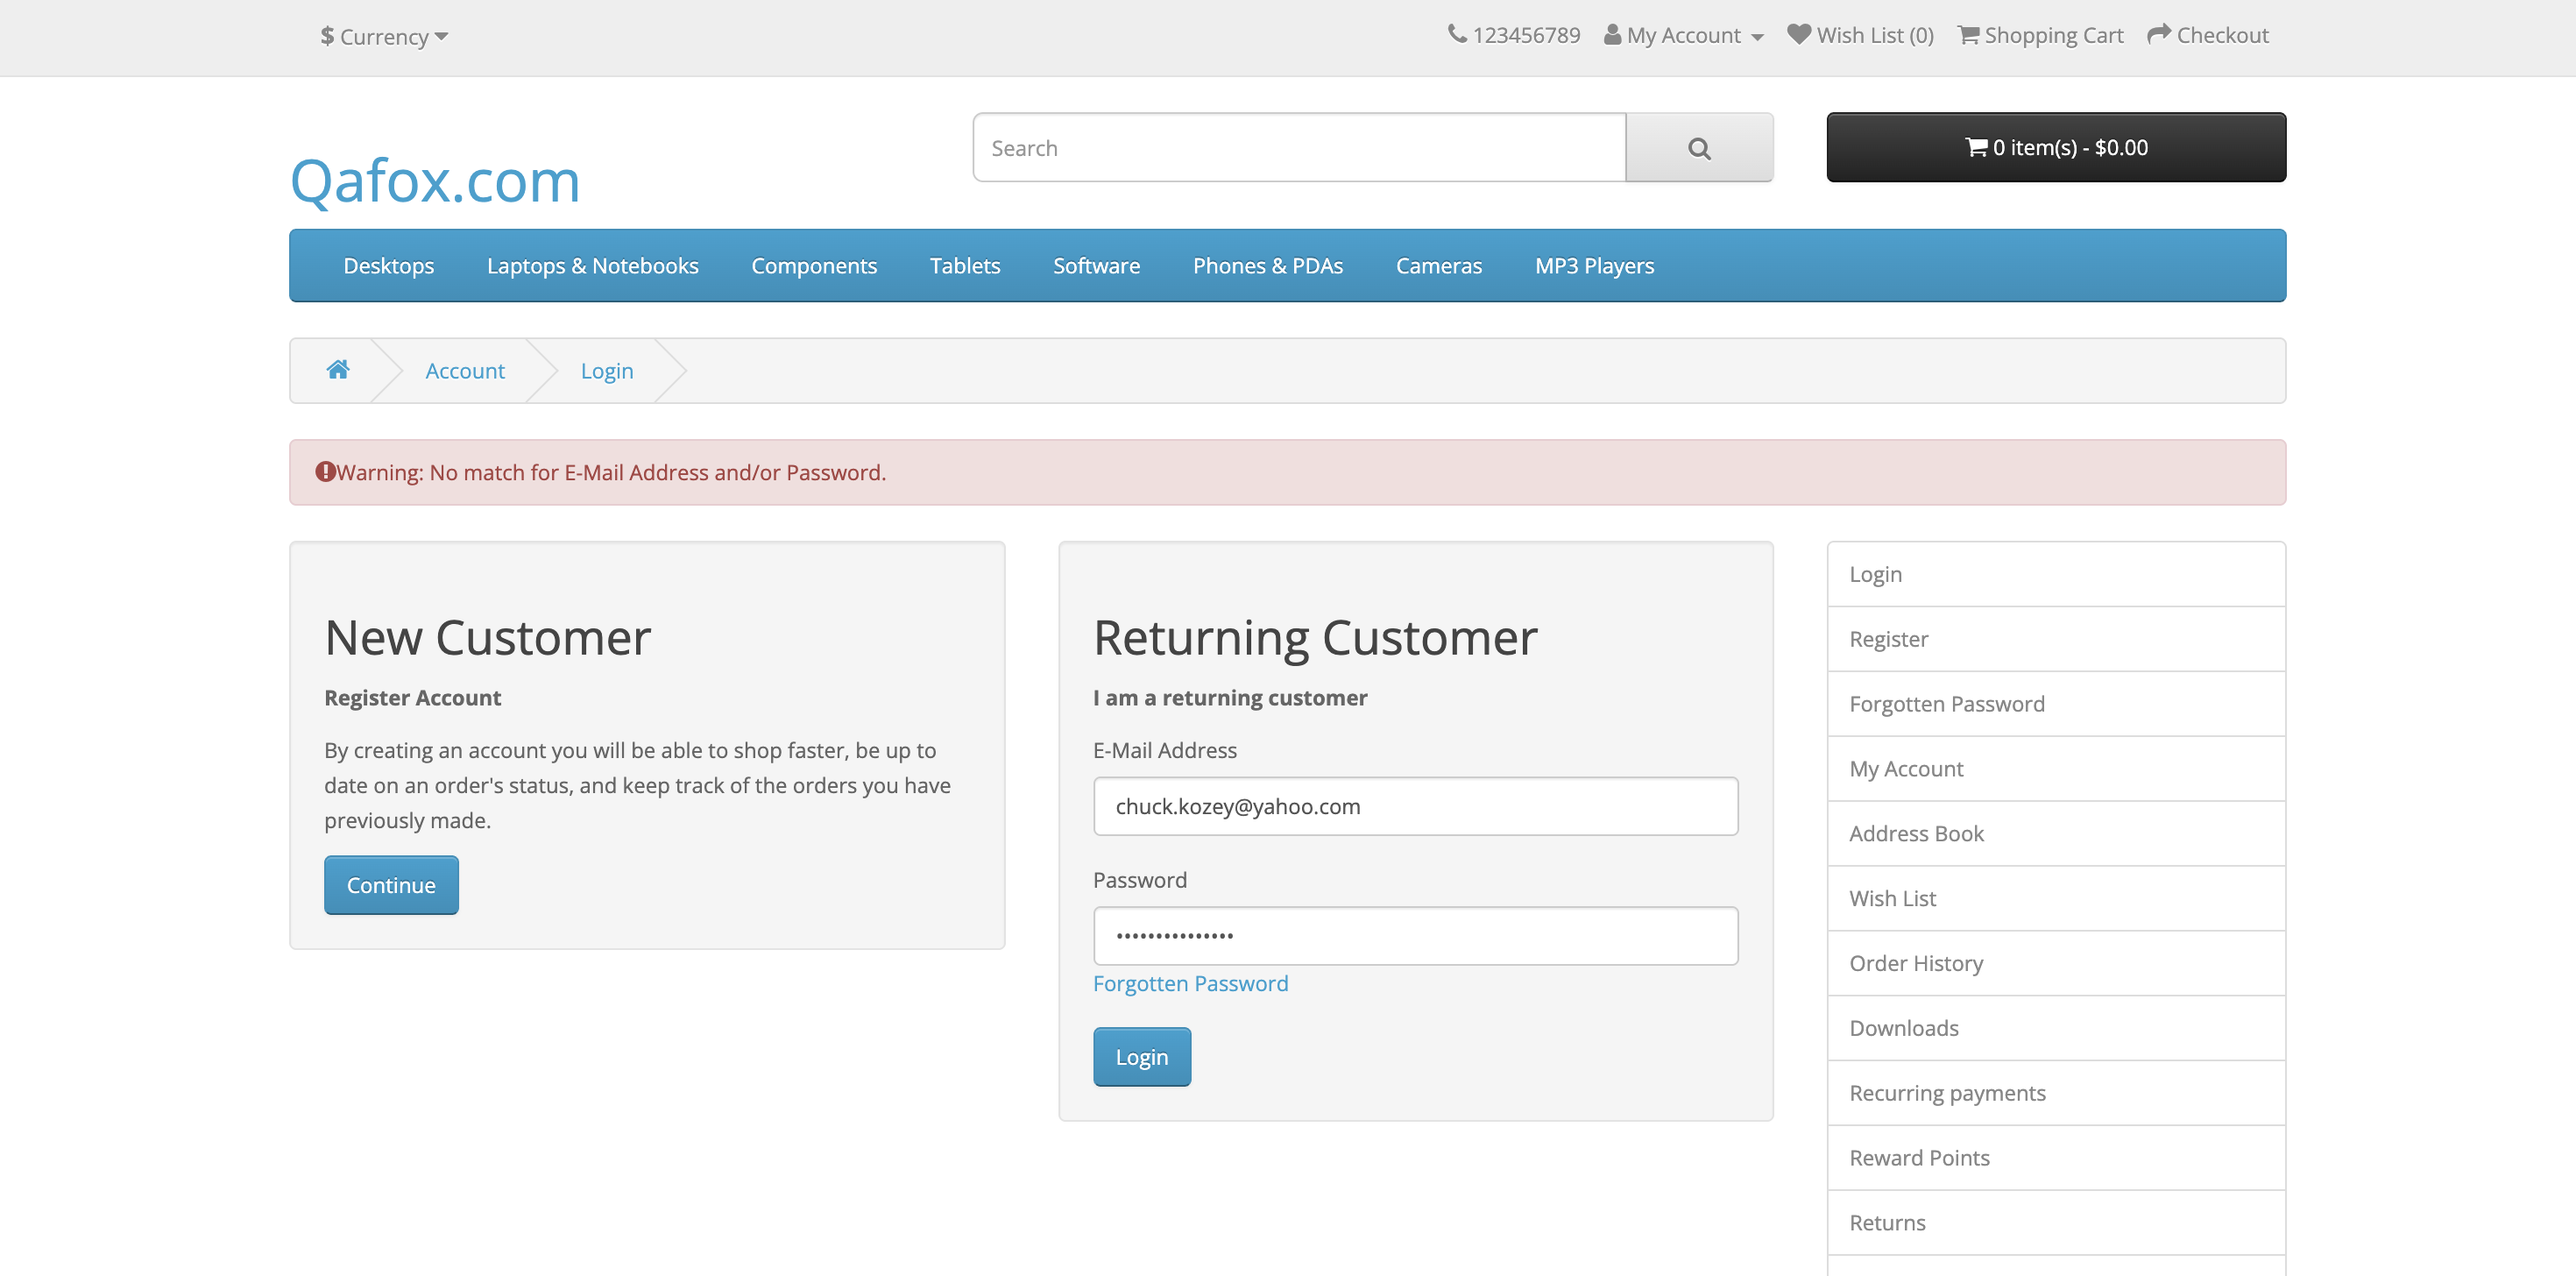 $ Currency
123456789 My Account Wish List (0) Shopping Cart Checkout
Qafox.com
Search
0 item(s) - $0.00
Desktops Laptops & Notebooks Components Tablets Software Phones & PDAs Cameras MP3 Players
Account Login
Warning: No match for E-Mail Address and/or Password.
New Customer
Register Account
By creating an account you will be able to shop faster, be up to
date on an order's status, and keep track of the orders you have
previously made.
Continue
Returning Customer
I am a returning customer
E-Mail Address
chuck.kozey@yahoo.com
Password
•••••••••••••••
Forgotten Password
Login
Login
Register
Forgotten Password
My Account
Address Book
Wish List
Order History
Downloads
Recurring payments
Reward Points
Returns